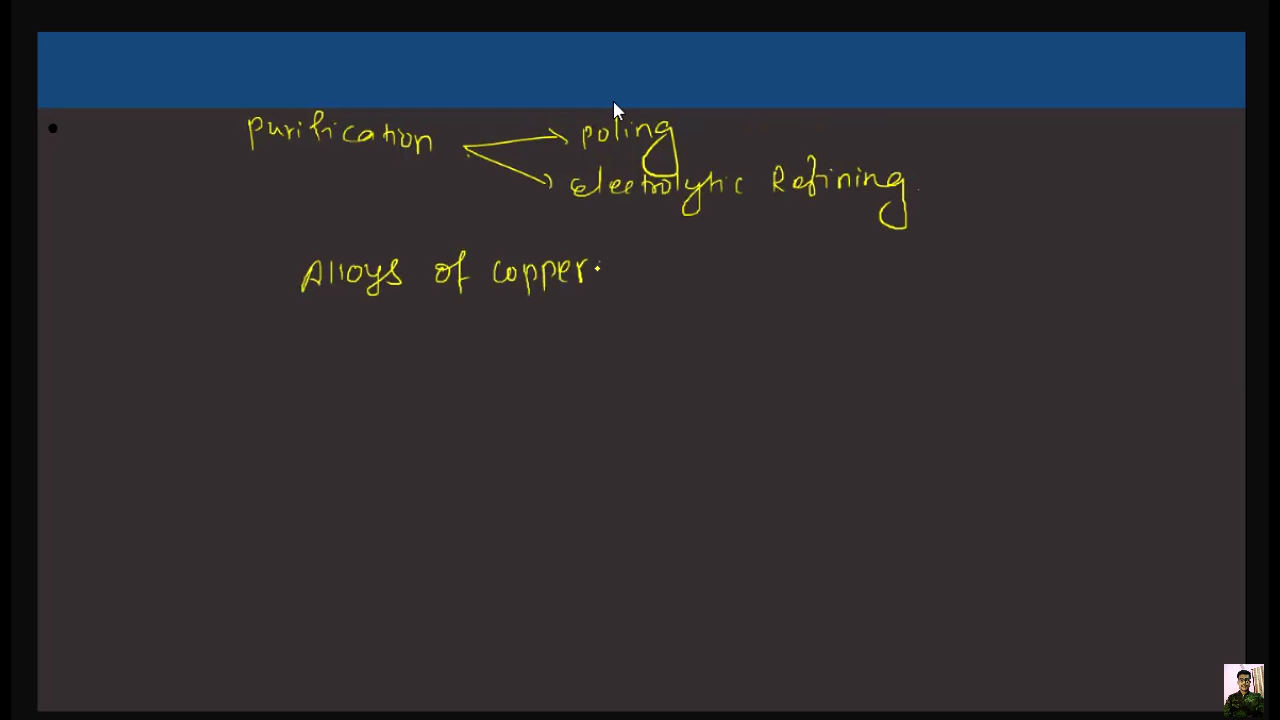 purification poling
electrolytic Refining
Alloys of copper